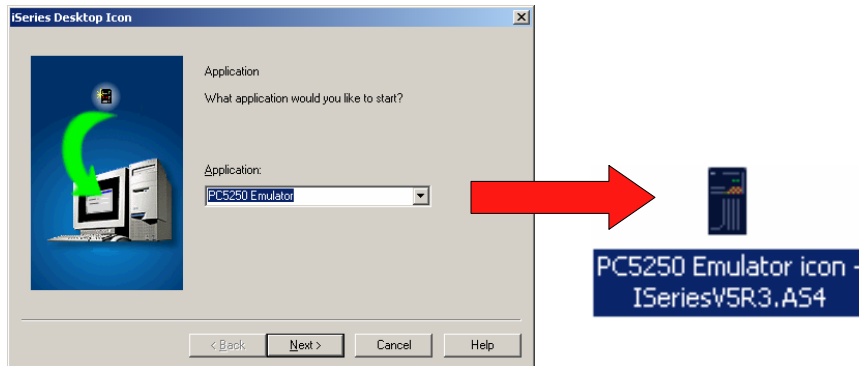 iSeries Desktop Icon
Application
What application would you like to start?
Application:
PC5250 Emulator
< Back
Next >
Cancel
Help
PC5250 Emulator icon -
ISeriesV5R3.AS4